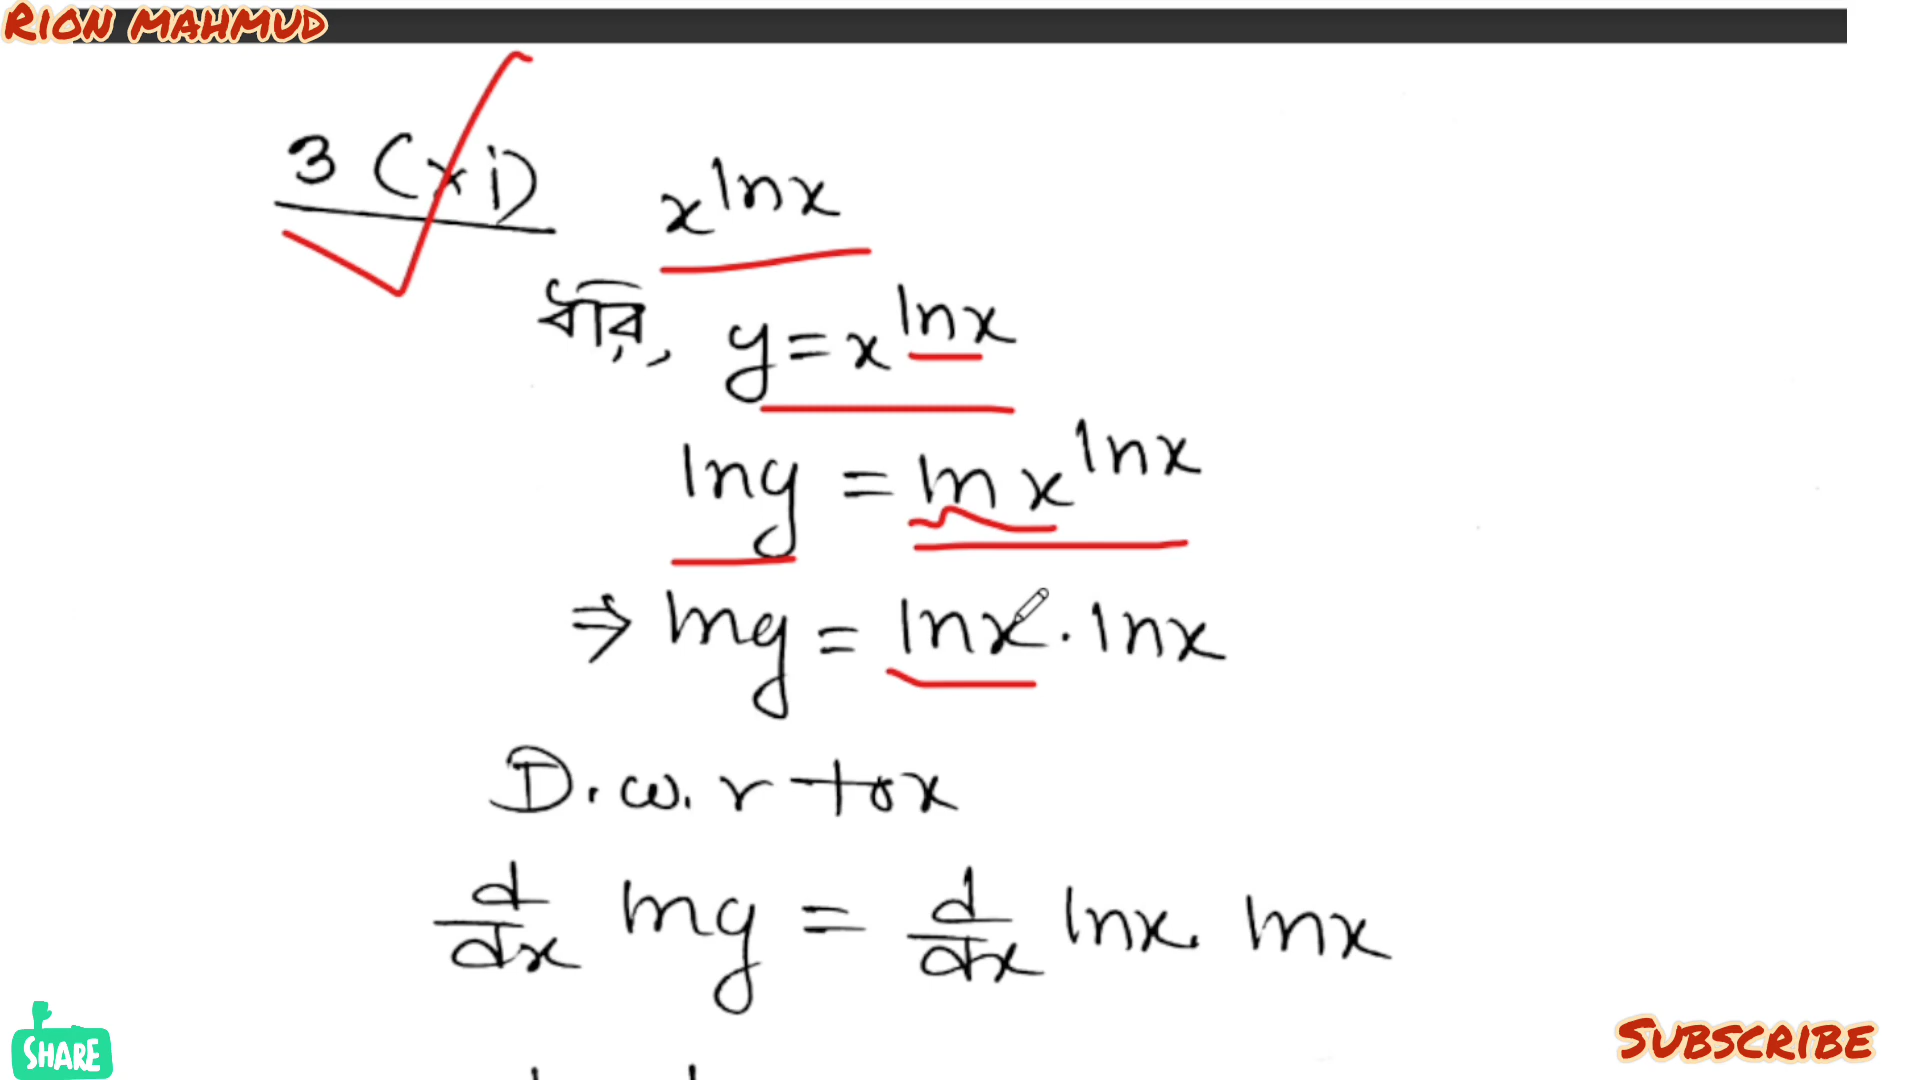 RION MAHMUD
3 (xi) x^lnx
ধরি, y = x^lnx
lny = lnx^lnx
⇒ lny = lnx . lnx
D. w. r to x
d/dx lny = d/dx lnx. lnx
SHARE
SUBSCRIBE